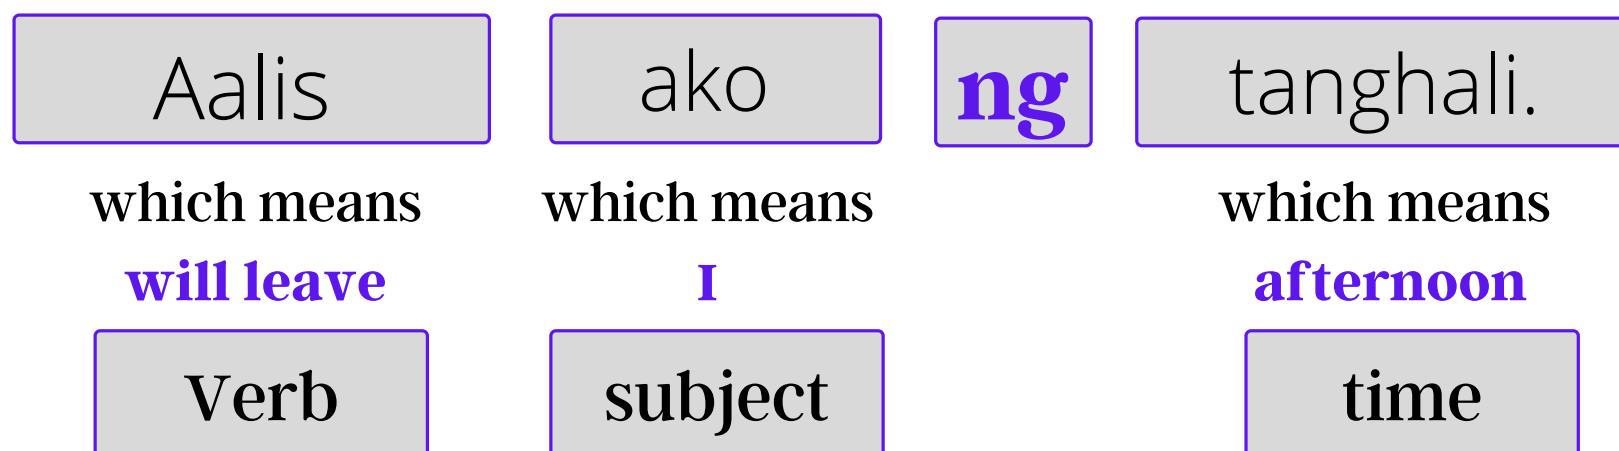 Aalis ako ng tanghali.
which means which means which means
will leave I afternoon
Verb subject time